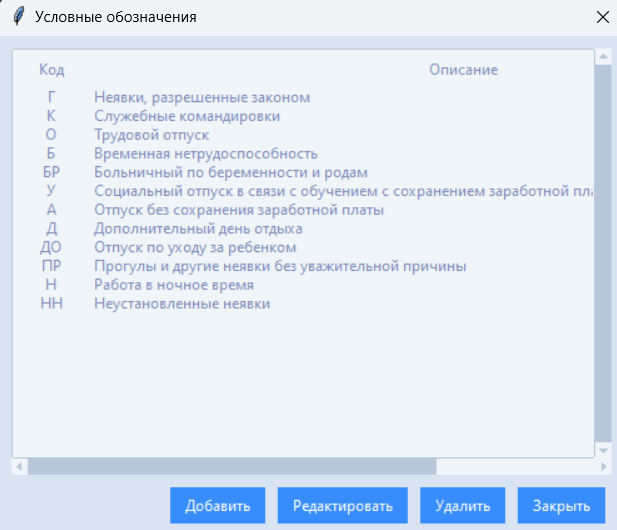 Условные обозначения
Код Описание
Г Неявки, разрешенные законом
К Служебные командировки
О Трудовой отпуск
Б Временная нетрудоспособность
БР Больничный по беременности и родам
У Социальный отпуск в связи с обучением с сохранением заработной пла
А Отпуск без сохранения заработной платы
Д Дополнительный день отдыха
ДО Отпуск по уходу за ребенком
ПР Прогулы и другие неявки без уважительной причины
Н Работа в ночное время
НН Неустановленные неявки
Добавить Редактировать Удалить Закрыть